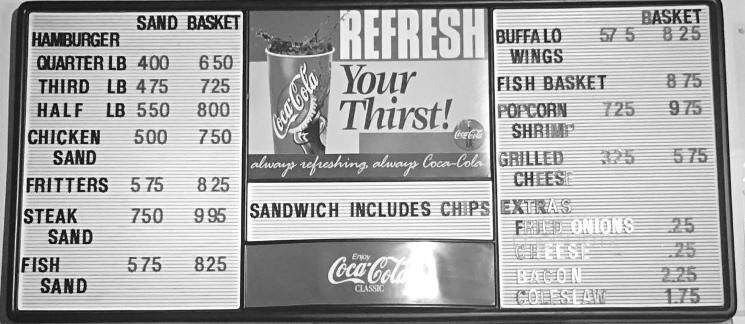 SAND BASKET
HAMBURGER
QUARTER LB 400 650
THIRD LB 475 725
HALF LB 550 800
CHICKEN 500 750
SAND
FRITTERS 575 825
STEAK 750 995
SAND
FISH 575 825
SAND
REFRESH
Your
Thirst!
Coca-Cola
Coca-Cola
always refreshing, always Coca-Cola
SANDWICH INCLUDES CHIPS
Enjoy
Coca-Cola
CLASSIC
BASKET
BUFFALO 575 825
WINGS
FISH BASKET 875
POPCORN 725 975
SHRIMP
GRILLED 325 575
CHEESE
EXTRAS
FRIED ONIONS .25
CHEESE .25
BACON 2.25
COLESLAW 1.75